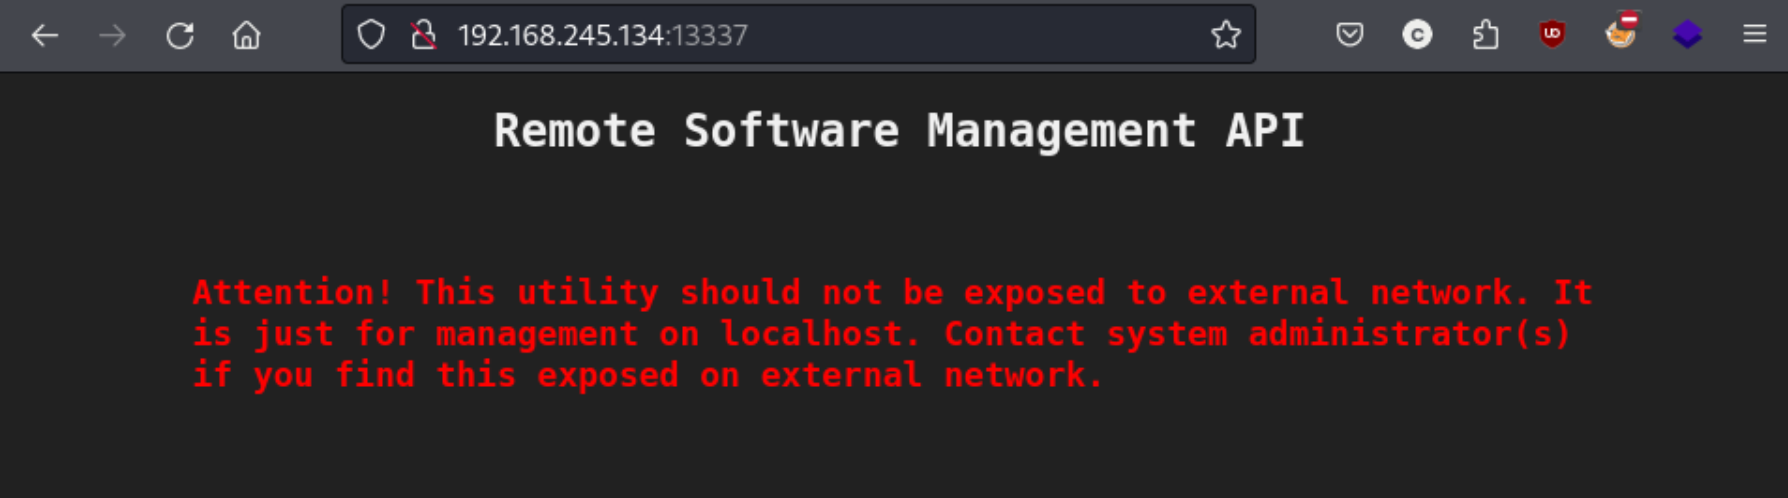 192.168.245.134:13337
Remote Software Management API
Attention! This utility should not be exposed to external network. It
is just for management on localhost. Contact system administrator(s)
if you find this exposed on external network.